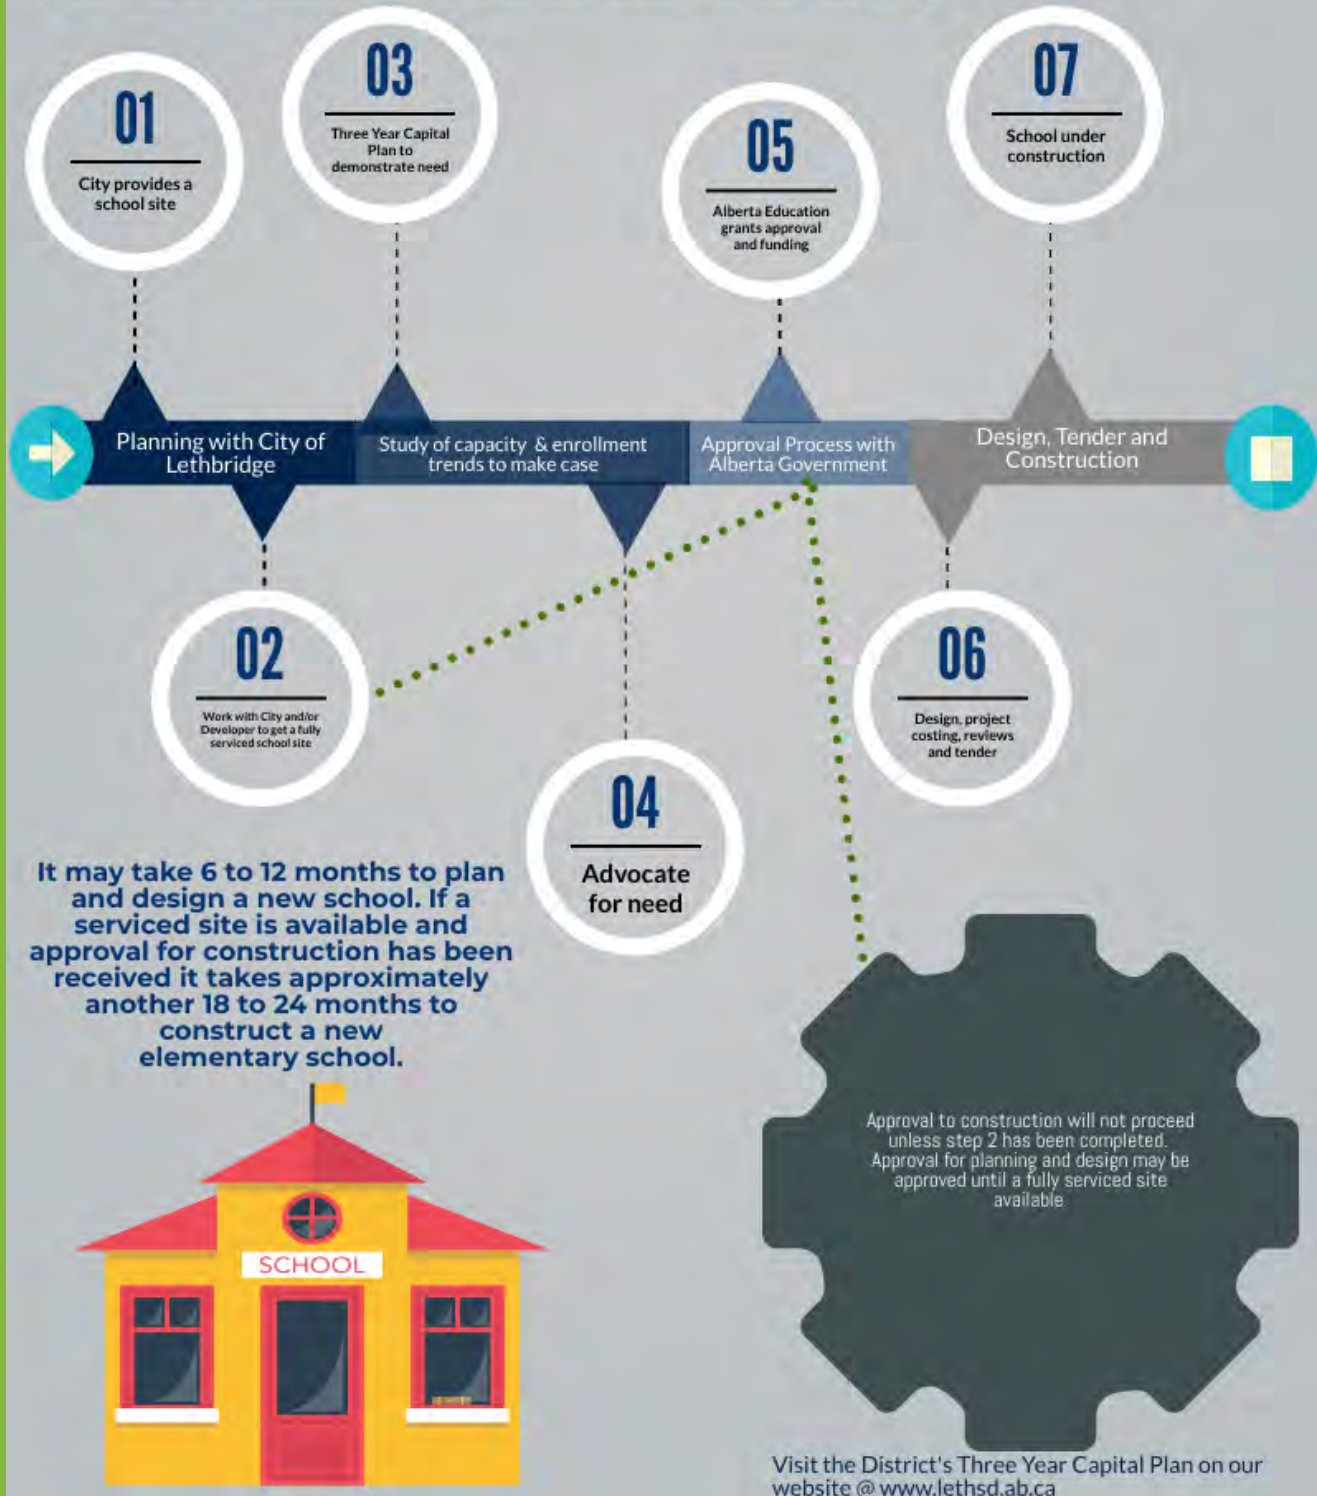 01
City provides a
school site
03
Three Year Capital
Plan to
demonstrate need
05
Alberta Education
grants approval
and funding
07
School under
construction
Planning with City of
Lethbridge
Study of capacity & enrollment
trends to make case
Approval Process with
Alberta Government
Design, Tender and
Construction
02
Work with City and/or
Developer to get a fully
serviced school site
04
Advocate
for need
06
Design, project
costing, reviews
and tender
It may take 6 to 12 months to plan
and design a new school. If a
serviced site is available and
approval for construction has been
received it takes approximately
another 18 to 24 months to
construct a new
elementary school.
SCHOOL
Approval to construction will not proceed
unless step 2 has been completed.
Approval for planning and design may be
approved until a fully serviced site
available
Visit the District's Three Year Capital Plan on our
website @ www.lethsd.ab.ca